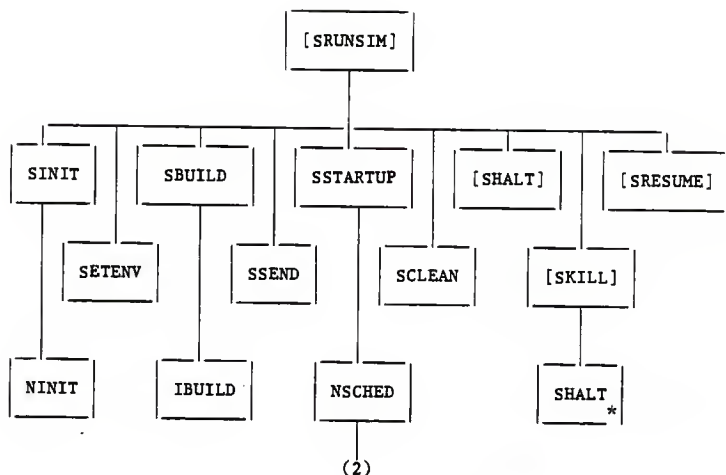 [SRUNSIM]
SINIT SBUILD SSTARTUP [SHALT] [SRESUME]
SETENV SSEND SCLEAN [SKILL]
NINIT IBUILD NSCHED SHALT *
(2)